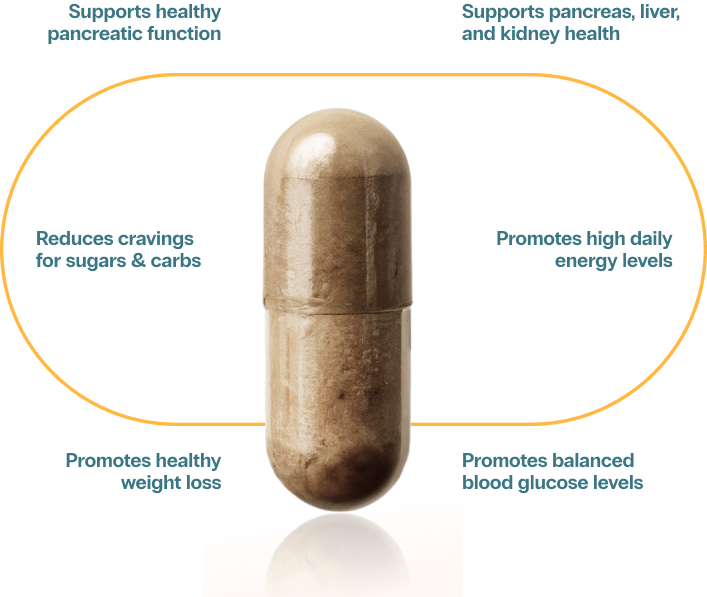 Supports healthy
pancreatic function
Supports pancreas, liver,
and kidney health
Reduces cravings
for sugars & carbs
Promotes high daily
energy levels
Promotes healthy
weight loss
Promotes balanced
blood glucose levels